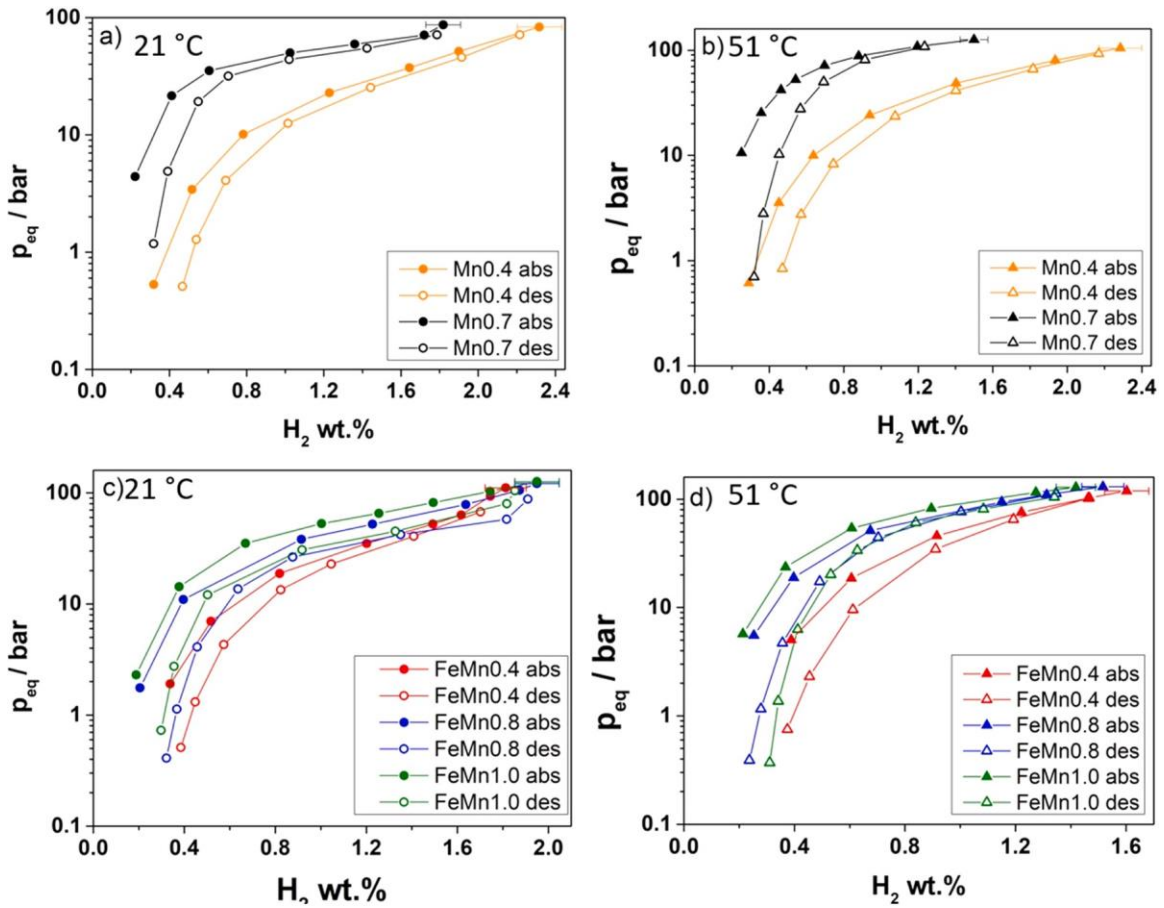 a) 21 °C
100
10
1
0.1
p_eq / bar
0.0 0.4 0.8 1.2 1.6 2.0 2.4
H₂ wt.%
Mn0.4 abs
Mn0.4 des
Mn0.7 abs
Mn0.7 des
b) 51 °C
100
10
1
0.1
p_eq / bar
0.0 0.4 0.8 1.2 1.6 2.0 2.4
H₂ wt.%
Mn0.4 abs
Mn0.4 des
Mn0.7 abs
Mn0.7 des
c) 21 °C
100
10
1
0.1
p_eq / bar
0.0 0.4 0.8 1.2 1.6 2.0
H₂ wt.%
FeMn0.4 abs
FeMn0.4 des
FeMn0.8 abs
FeMn0.8 des
FeMn1.0 abs
FeMn1.0 des
d) 51 °C
100
10
1
0.1
p_eq / bar
0.0 0.4 0.8 1.2 1.6
H₂ wt.%
FeMn0.4 abs
FeMn0.4 des
FeMn0.8 abs
FeMn0.8 des
FeMn1.0 abs
FeMn1.0 des